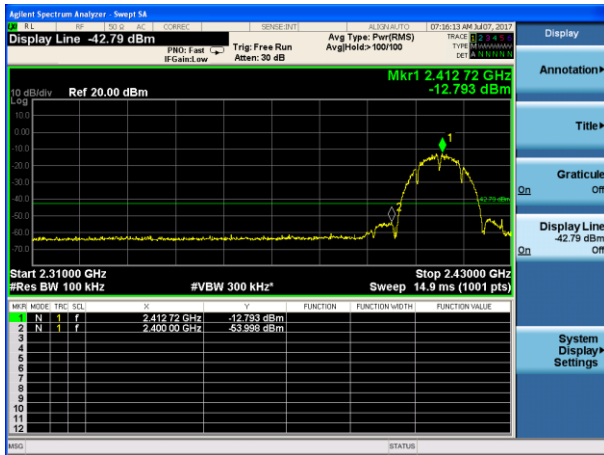 Agilent Spectrum Analyzer - Swept SA
RL RF 50 Ω AC CORREC SENSE:INT ALIGN AUTO 07:16:13 AM Jul 07, 2017
Display Line -42.79 dBm
PNO: Fast
IFGain:Low
Trig: Free Run
Atten: 30 dB
Avg Type: Pwr(RMS)
Avg|Hold:>100/100
TRACE 1 2 3 4 5 6
TYPE M W W W W W
DET A N N N N N
Mkr1 2.412 72 GHz
-12.793 dBm
10 dB/div Ref 20.00 dBm
Log
10.0
0.00
-10.0
-20.0
-30.0
-40.0
-50.0
-60.0
-70.0
1
2
-42.79 dBm
Start 2.31000 GHz Stop 2.43000 GHz
#Res BW 100 kHz #VBW 300 kHz* Sweep 14.9 ms (1001 pts)
MKR MODE TRC SCL X Y FUNCTION FUNCTION WIDTH FUNCTION VALUE
1 N 1 f 2.412 72 GHz -12.793 dBm
2 N 1 f 2.400 00 GHz -53.998 dBm
3
4
5
6
7
8
9
10
11
12
MSG STATUS
Display
Annotation
Title
Graticule
On Off
Display Line
-42.79 dBm
On Off
System
Display
Settings